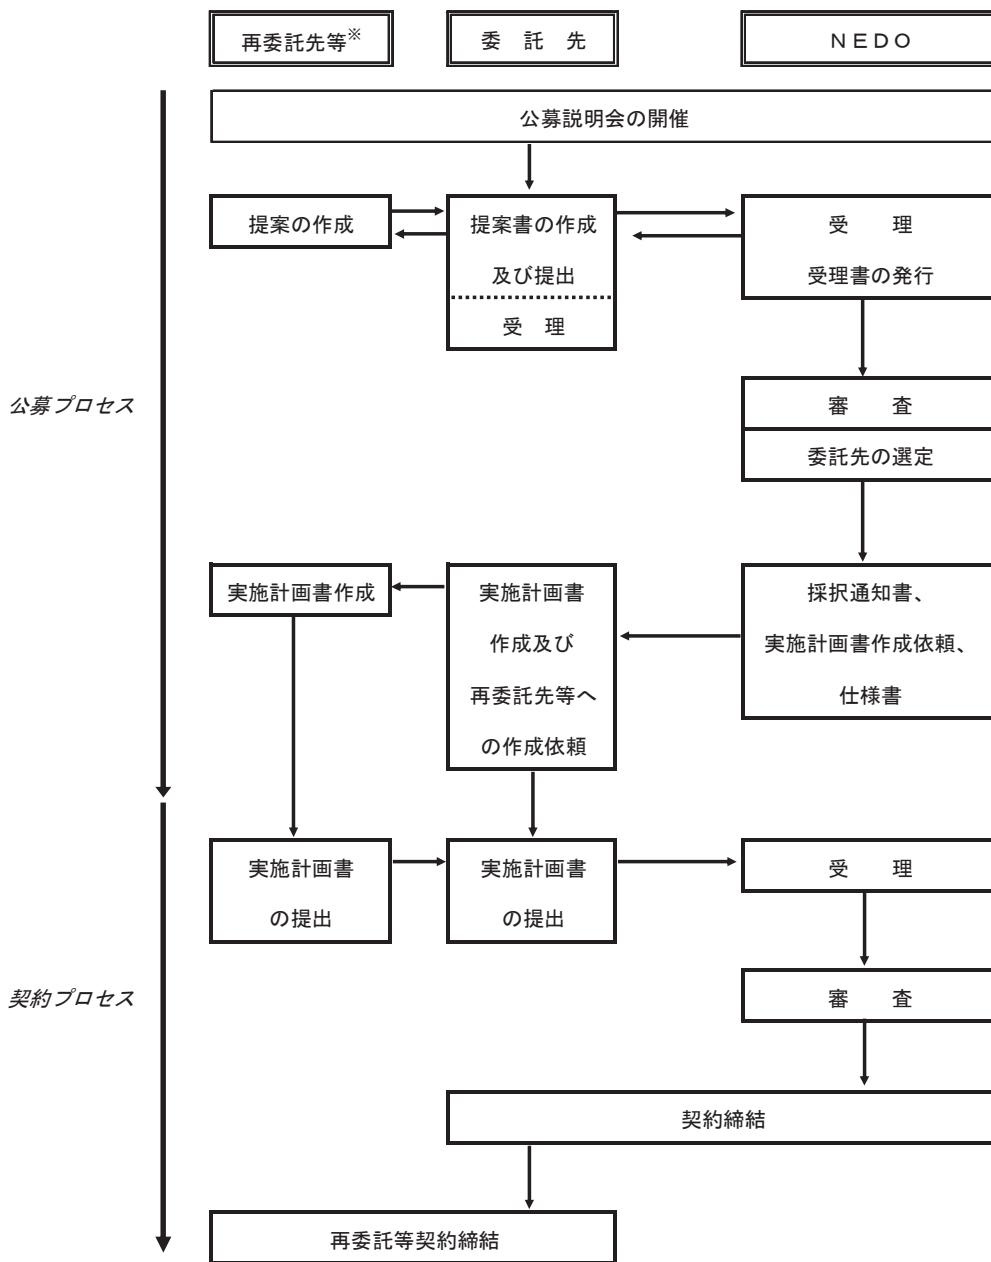 再委託先等※
委 託 先
ＮＥＤＯ
公募説明会の開催
提案の作成
提案書の作成
及び提出
受 理
受 理
受理書の発行
公募プロセス
審 査
委託先の選定
実施計画書作成
実施計画書
作成及び
再委託先等へ
の作成依頼
採択通知書、
実施計画書作成依頼、
仕様書
実施計画書
の提出
実施計画書
の提出
受 理
契約プロセス
審 査
契約締結
再委託等契約締結